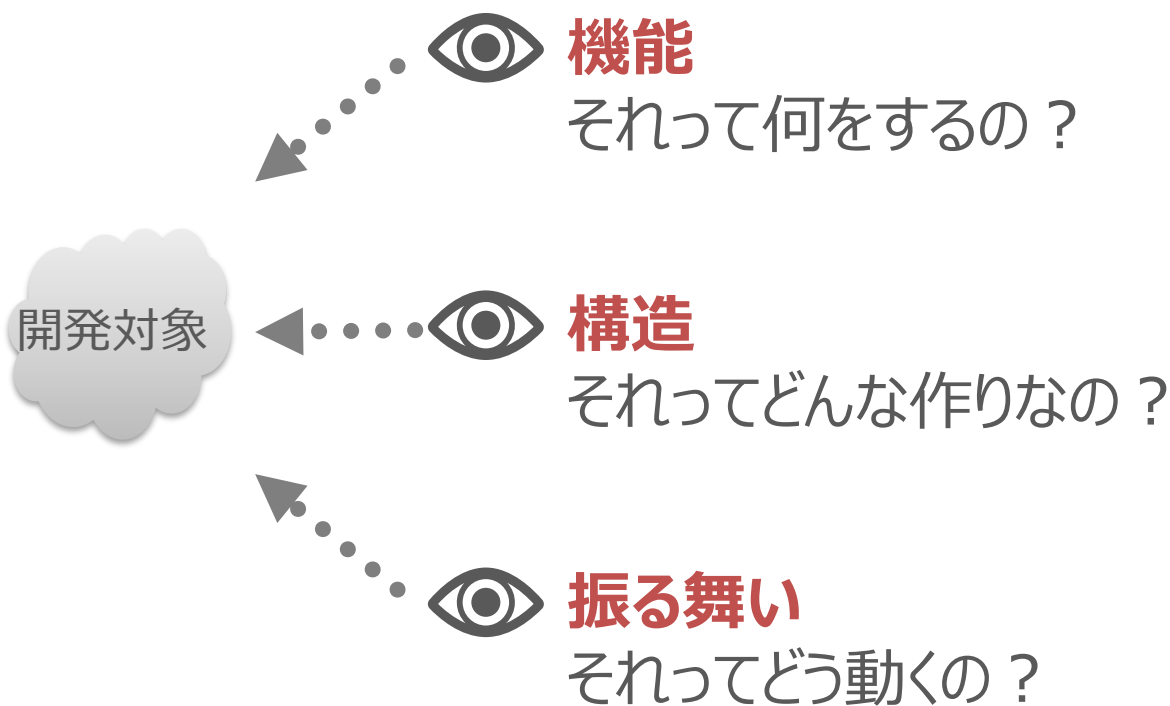 機能
それって何をするの？
開発対象
構造
それってどんな作りなの？
振る舞い
それってどう動くの？